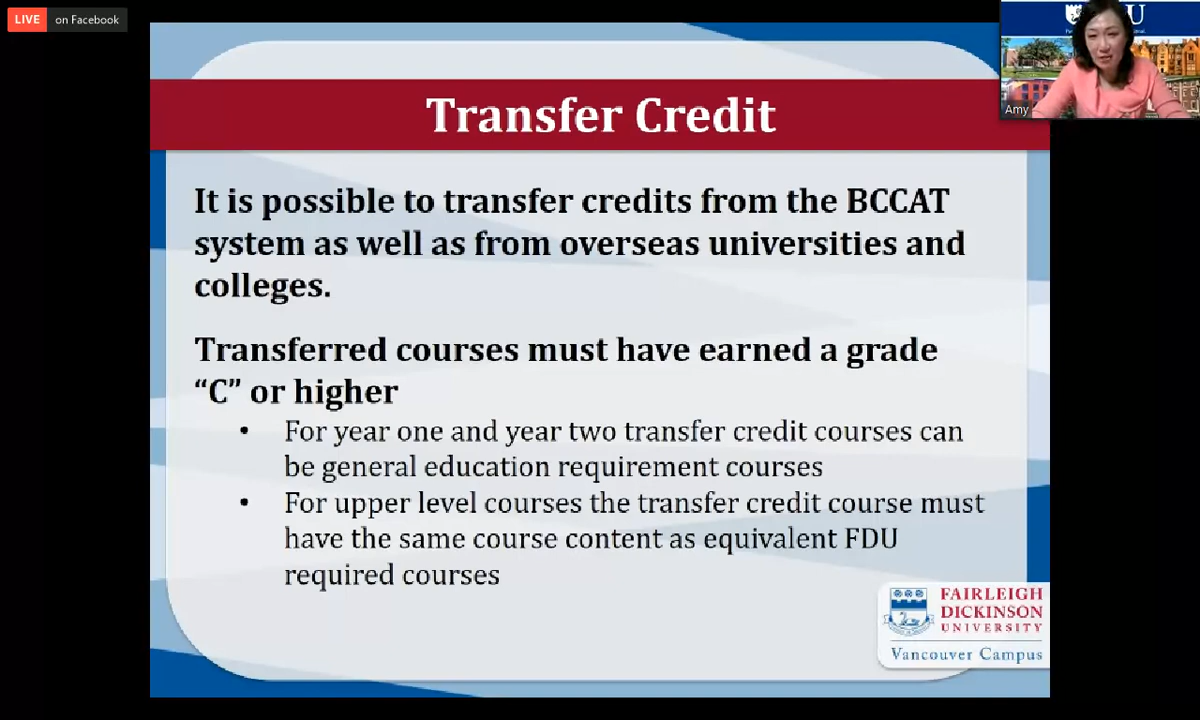 LIVE on Facebook
U
Amy
Transfer Credit
It is possible to transfer credits from the BCCAT
system as well as from overseas universities and
colleges.
Transferred courses must have earned a grade
“C” or higher
• For year one and year two transfer credit courses can
be general education requirement courses
• For upper level courses the transfer credit course must
have the same course content as equivalent FDU
required courses
FAIRLEIGH
DICKINSON
UNIVERSITY
Vancouver Campus